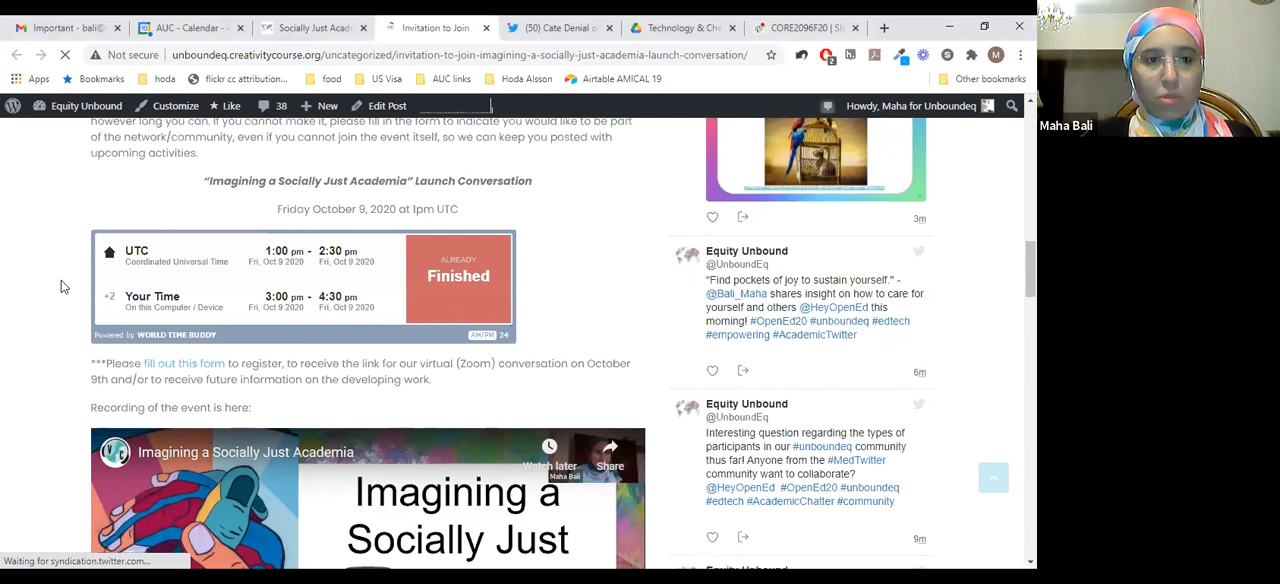 Important - bali@
AUC - Calendar -
Socially Just Acade
Invitation to Join
(50) Cate Denial o
Technology & Che
CORE2096F20 | Sl
Not secure
unboundeq.creativitycourse.org/uncategorized/invitation-to-join-imagining-a-socially-just-academia-launch-conversation/
Apps
Bookmarks
hoda
flickr cc attribution...
food
US Visa
AUC links
Hoda Alsson
Airtable AMICAL 19
Other bookmarks
Equity Unbound
Customize
Like
38
New
Edit Post
Howdy, Maha for Unboundeq
however long you can. If you cannot make it, please fill in the form to indicate you would like to be part
of the network/community, even if you cannot join the event itself, so we can keep you posted with
upcoming activities.
"Imagining a Socially Just Academia" Launch Conversation
Friday October 9, 2020 at 1pm UTC
UTC
Coordinated Universal Time
1:00 pm - 2:30 pm
Fri, Oct 9 2020 Fri, Oct 9 2020
+2 Your Time
On this Computer / Device
3:00 pm - 4:30 pm
Fri, Oct 9 2020 Fri, Oct 9 2020
ALREADY
Finished
Powered by WORLD TIME BUDDY
AM/PM 24
***Please fill out this form to register, to receive the link for our virtual (Zoom) conversation on October
9th and/or to receive future information on the developing work.
Recording of the event is here:
Imagining a Socially Just Academia
Watch later
Share
Maha Bali
Imagining a
Socially Just
3m
Equity Unbound
@UnboundEq
"Find pockets of joy to sustain yourself." -
@Bali_Maha shares insight on how to care for
yourself and others @HeyOpenEd this
morning! #OpenEd20 #unboundeq #edtech
#empowering #AcademicTwitter
6m
Equity Unbound
@UnboundEq
Interesting question regarding the types of
participants in our #unboundeq community
thus far! Anyone from the #MedTwitter
community want to collaborate?
@HeyOpenEd #OpenEd20 #unboundeq
#edtech #AcademicChatter #community
9m
Waiting for syndication.twitter.com...
Maha Bali